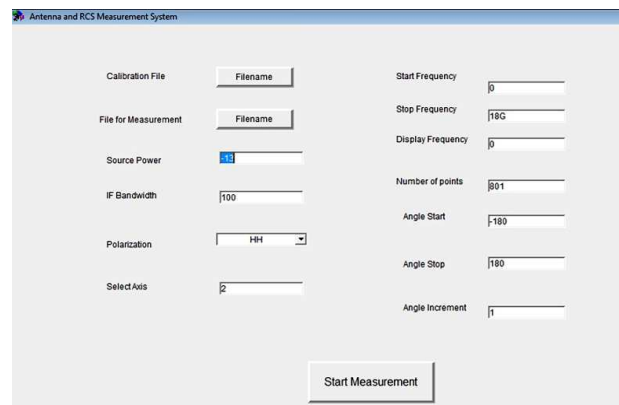 Antenna and RCS Measurement System
Calibration File
Filename
File for Measurement
Filename
Source Power
-13
IF Bandwidth
100
Polarization
HH
Select Axis
2
Start Frequency
0
Stop Frequency
18G
Display Frequency
0
Number of points
801
Angle Start
-180
Angle Stop
180
Angle Increment
1
Start Measurement